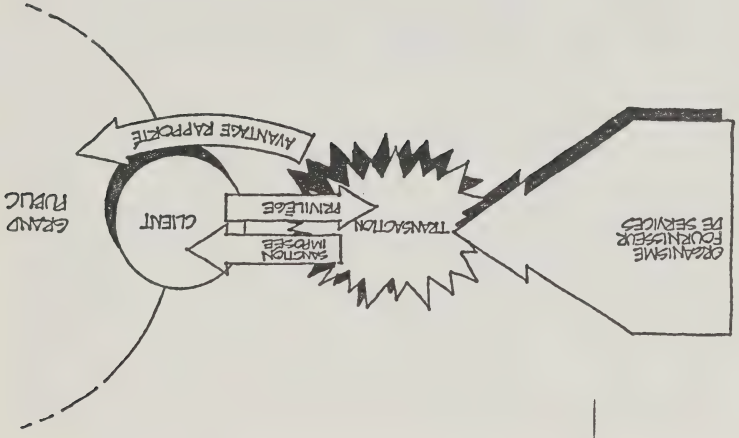 ORGANISME
FOURNISSEUR
DE SERVICES
TRANSACTION
SANCTION
IMPOSÉE
PRIVILÈGE
CLIENT
AVANTAGE RAPPORTÉ
GRAND
PUBLIC